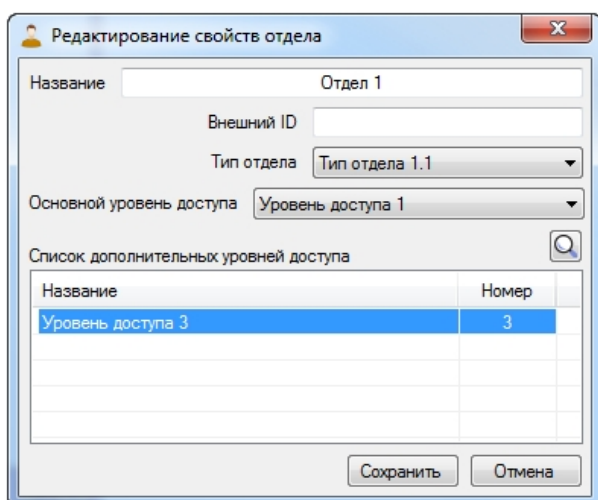 Редактирование свойств отдела
Название Отдел 1
Внешний ID
Тип отдела Тип отдела 1.1
Основной уровень доступа Уровень доступа 1
Список дополнительных уровней доступа
Название Номер
Уровень доступа 3 3
Сохранить Отмена